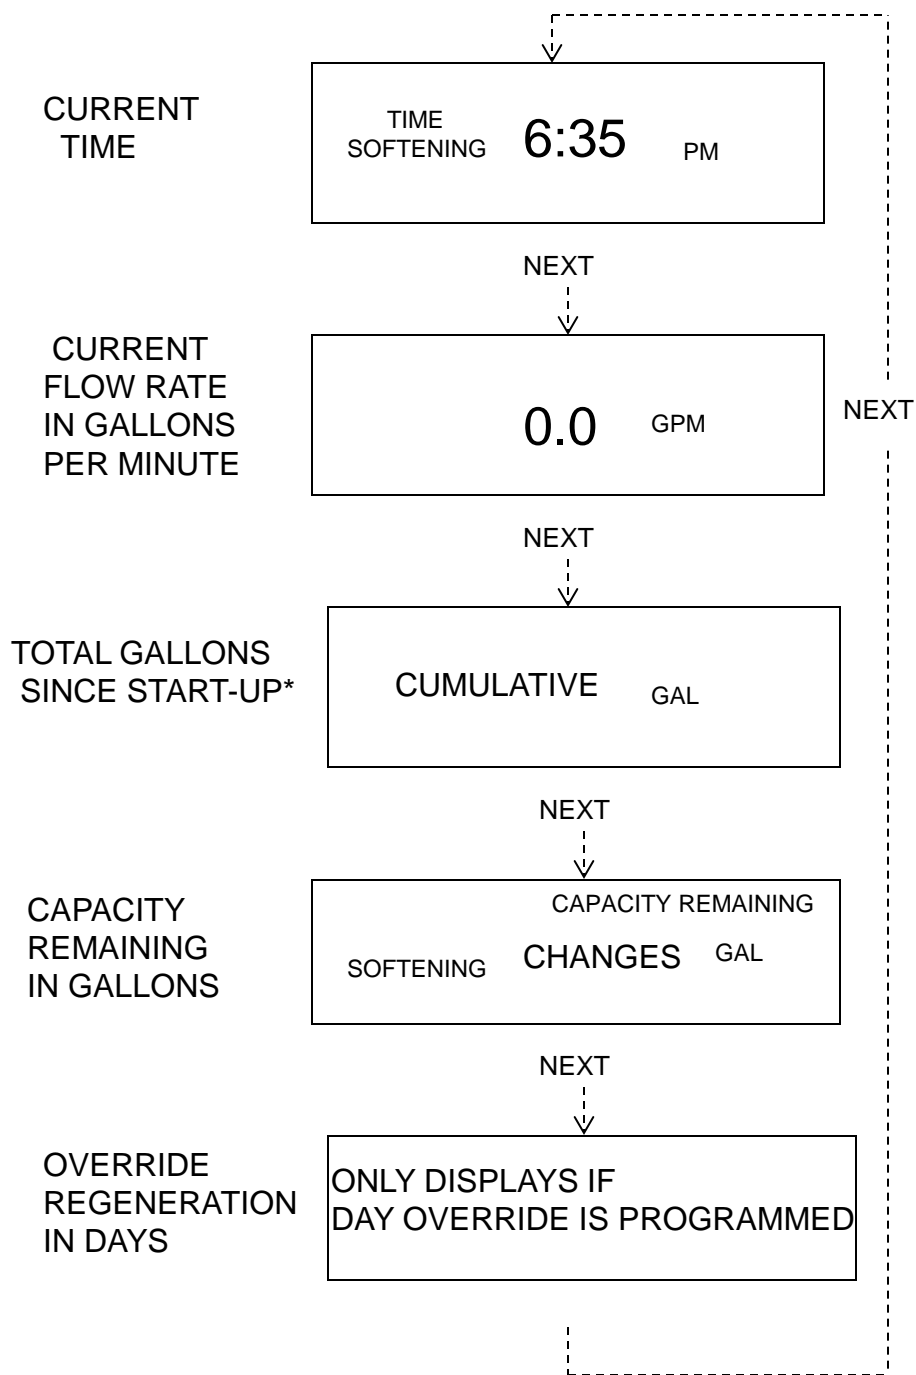 CURRENT
TIME
TIME
SOFTENING 6:35 PM
NEXT
CURRENT
FLOW RATE
IN GALLONS
PER MINUTE
0.0 GPM
NEXT
NEXT
TOTAL GALLONS
SINCE START-UP*
CUMULATIVE GAL
NEXT
CAPACITY
REMAINING
IN GALLONS
CAPACITY REMAINING
SOFTENING CHANGES GAL
NEXT
OVERRIDE
REGENERATION
IN DAYS
ONLY DISPLAYS IF
DAY OVERRIDE IS PROGRAMMED